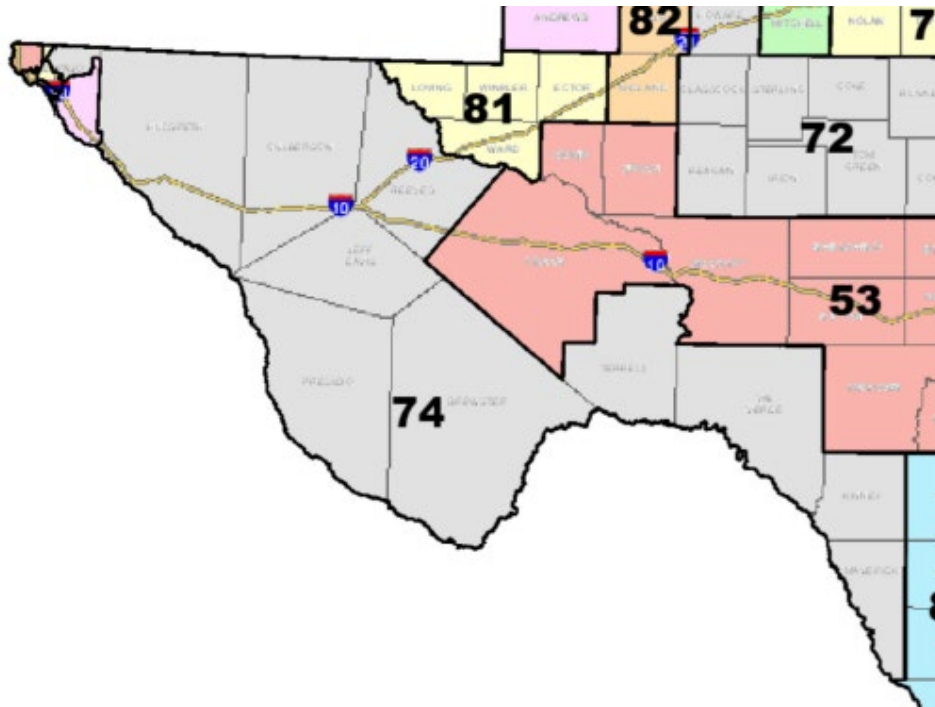 ANDREWS
82
HOWARD
MITCHELL
NOLAN
7
20
LOVING
WINKLER
ECTOR
MIDLAND
GLASSCOCK
STERLING
COKE
81
72
WARD
CRANE
UPTON
REAGAN
IRION
TOM
GREEN
HUDSPETH
CULBERSON
20
REEVES
10
JEFF
DAVIS
PECOS
10
CROCKETT
SCHLEICHER
53
SUTTON
PRESIDIO
74
BREWSTER
TERRELL
VAL
VERDE
EDWARDS
KINNEY
MAVERICK